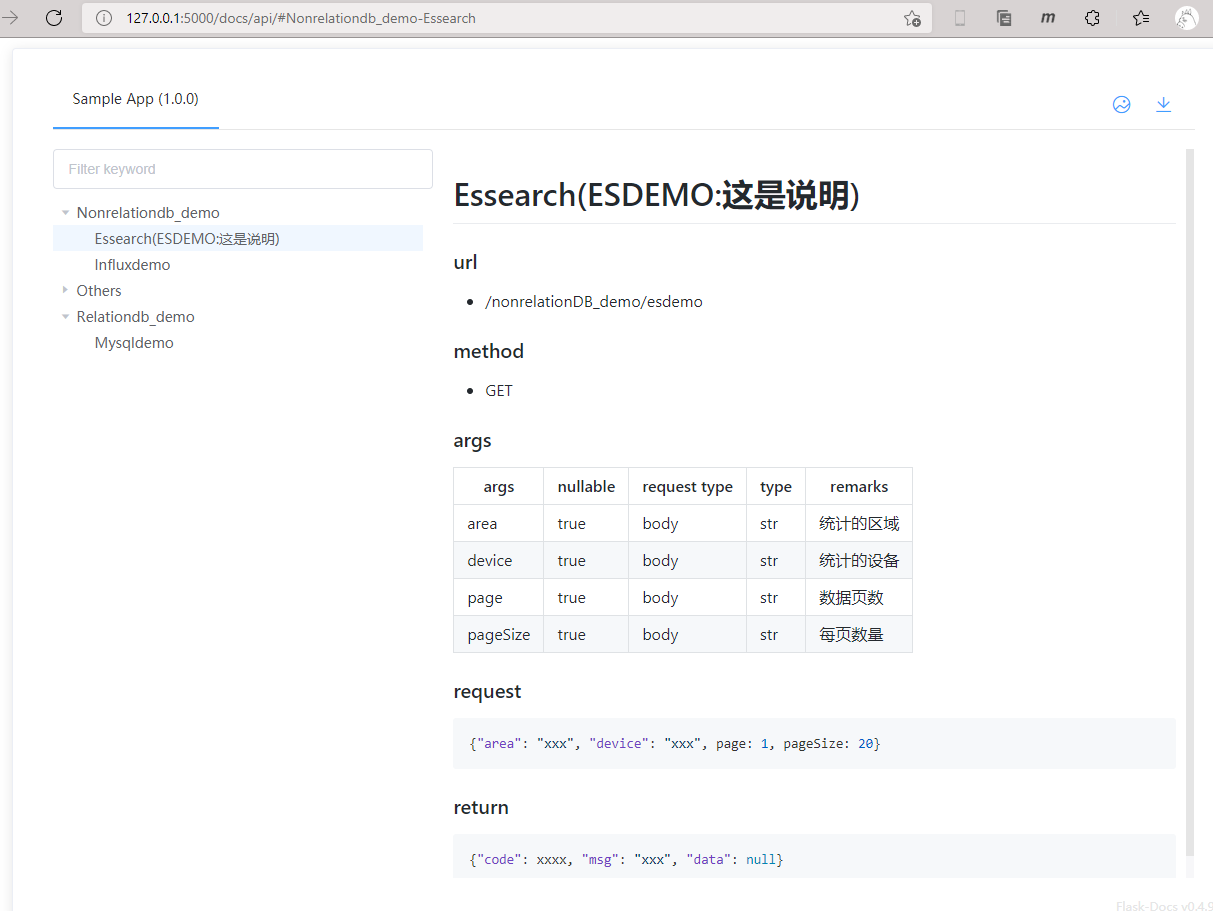 127.0.0.1:5000/docs/api/#Nonrelationdb_demo-Essearch
m
Sample App (1.0.0)
Filter keyword
Nonrelationdb_demo
Essearch(ESDEMO:这是说明)
Influxdemo
Others
Relationdb_demo
Mysqldemo
Essearch(ESDEMO:这是说明)
url
• /nonrelationDB_demo/esdemo
method
• GET
args
args nullable request type type remarks
area true body str 统计的区域
device true body str 统计的设备
page true body str 数据页数
pageSize true body str 每页数量
request
{"area": "xxx", "device": "xxx", page: 1, pageSize: 20}
return
{"code": xxxx, "msg": "xxx", "data": null}
Flask-Docs v0.4.9